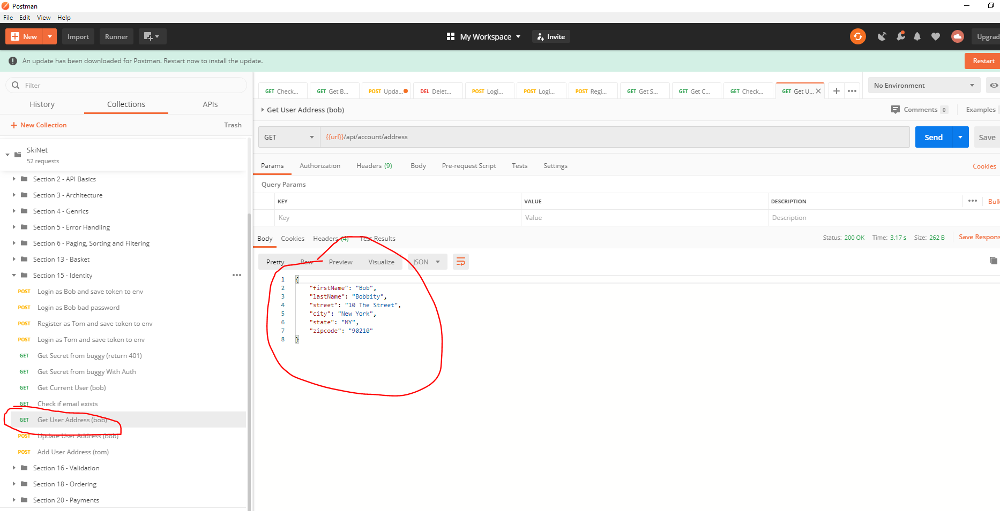 Postman
File Edit View Help
New Import Runner My Workspace Invite Upgrad
An update has been downloaded for Postman. Restart now to install the update. Restart
Filter
History Collections APIs
New Collection Trash
SkiNet
52 requests
Section 2 - API Basics
Section 3 - Architecture
Section 4 - Genrics
Section 5 - Error Handling
Section 6 - Paging, Sorting and Filtering
Section 13 - Basket
Section 15 - Identity
POST Login as Bob and save token to env
POST Login as Bob bad password
POST Register as Tom and save token to env
POST Login as Tom and save token to env
GET Get Secret from buggy (return 401)
GET Get Secret from buggy With Auth
GET Get Current User (bob)
GET Check if email exists
GET Get User Address (bob)
POST Update User Address (bob)
POST Add User Address (tom)
Section 16 - Validation
Section 18 - Ordering
Section 20 - Payments
GET Check... GET Get B... POST Upda... DEL Delet... POST Logi... POST Logi... POST Regi... GET Get S... GET Get C... GET Check... GET Get U... No Environment
Get User Address (bob) Comments 0 Examples
GET {{url}}/api/account/address Send Save
Params Authorization Headers (9) Body Pre-request Script Tests Settings Cookies
Query Params
KEY VALUE DESCRIPTION Bulk
Key Value Description
Body Cookies Headers (4) Test Results Status: 200 OK Time: 3.17 s Size: 262 B Save Respons
Pretty Raw Preview Visualize JSON
1 {
2 "firstName": "Bob",
3 "lastName": "Bobbity",
4 "street": "10 The Street",
5 "city": "New York",
6 "state": "NY",
7 "zipcode": "90210"
8 }